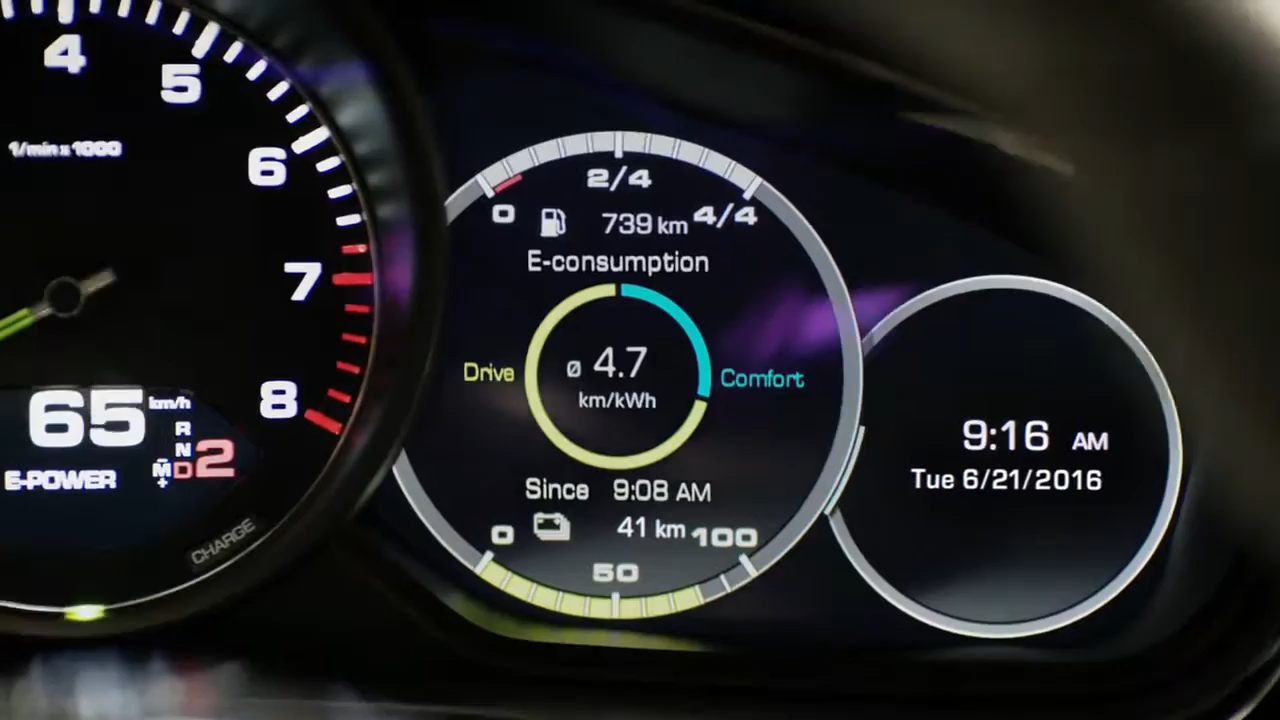 4
5
1/min x 1000
6
7
8
65 km/h
R
N
M D 2
- +
E-POWER
CHARGE
2/4
0
4/4
739 km
E-consumption
Drive
ø 4.7
km/kWh
Comfort
Since 9:08 AM
0
41 km
100
50
9:16 AM
Tue 6/21/2016